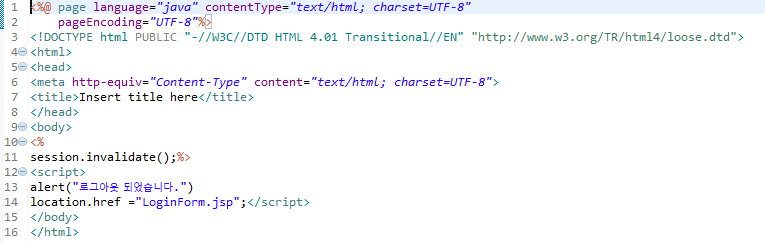 1 <%@ page language="java" contentType="text/html; charset=UTF-8"
2     pageEncoding="UTF-8"%>
3 <!DOCTYPE html PUBLIC "-//W3C//DTD HTML 4.01 Transitional//EN" "http://www.w3.org/TR/html4/loose.dtd">
4 <html>
5 <head>
6 <meta http-equiv="Content-Type" content="text/html; charset=UTF-8">
7 <title>Insert title here</title>
8 </head>
9 <body>
10 <%
11 session.invalidate();%>
12 <script>
13 alert("로그아웃 되었습니다.")
14 location.href ="LoginForm.jsp";</script>
15 </body>
16 </html>